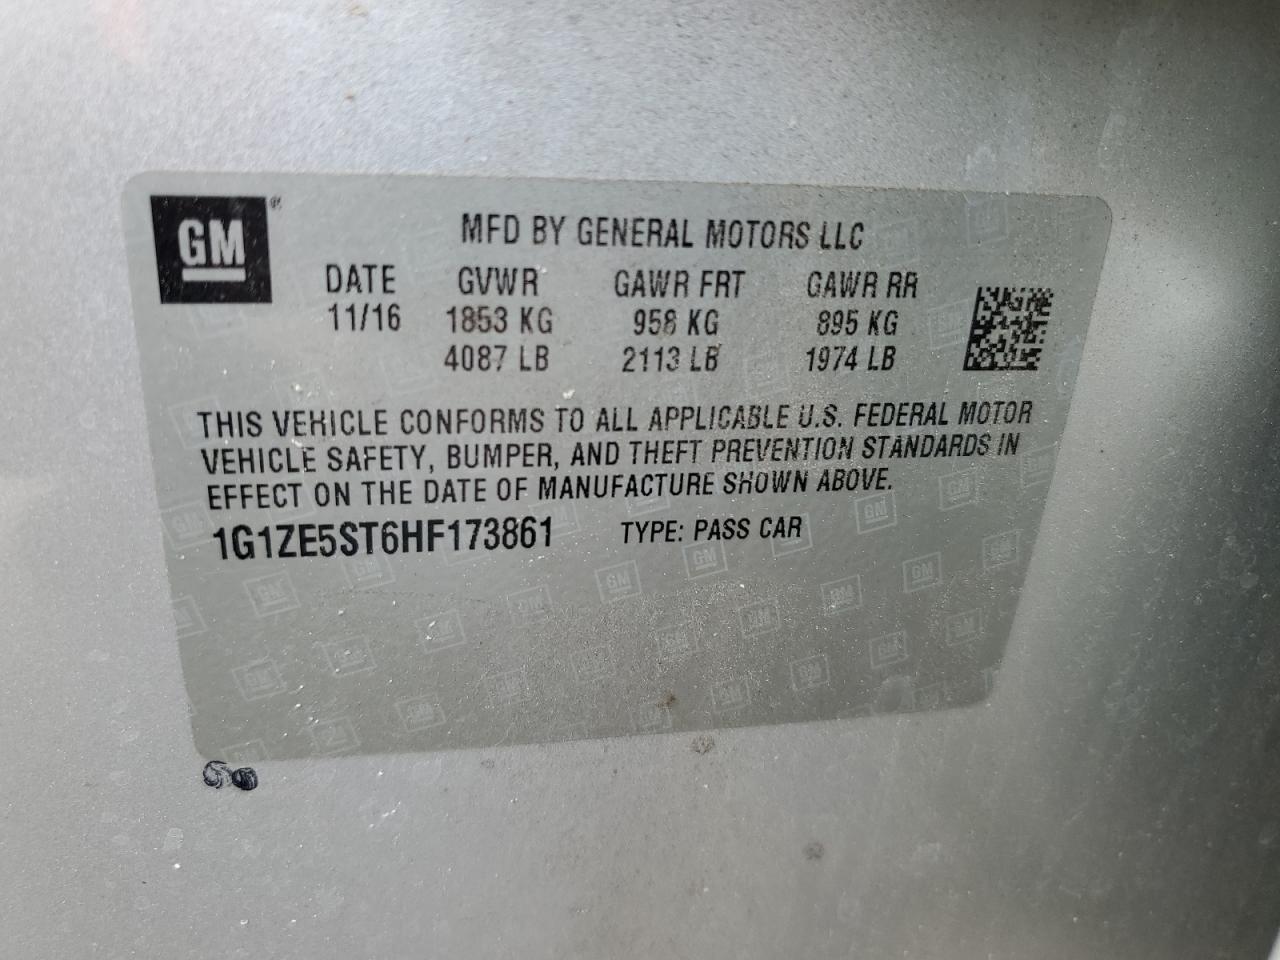 GM®
MFD BY GENERAL MOTORS LLC
DATE GVWR GAWR FRT GAWR RR
11/16 1853 KG 958 KG 895 KG
4087 LB 2113 LB 1974 LB
THIS VEHICLE CONFORMS TO ALL APPLICABLE U.S. FEDERAL MOTOR
VEHICLE SAFETY, BUMPER, AND THEFT PREVENTION STANDARDS IN
EFFECT ON THE DATE OF MANUFACTURE SHOWN ABOVE.
1G1ZE5ST6HF173861 TYPE: PASS CAR